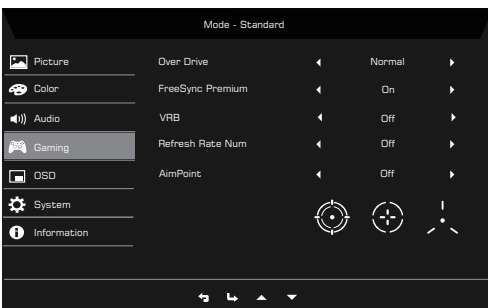 Mode - Standard
Picture
Over Drive Normal
Color
FreeSync Premium On
Audio
VRB Off
Gaming
Refresh Rate Num Off
OSD
AimPoint Off
System
Information